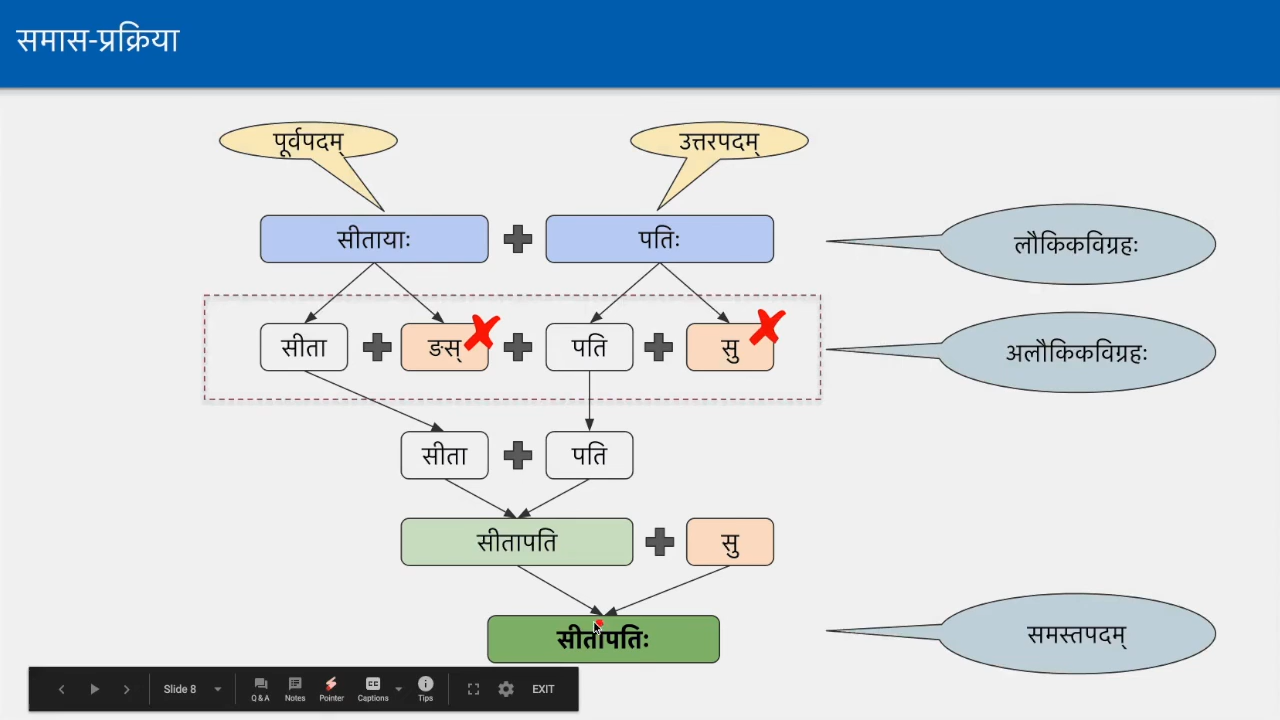 समास-प्रक्रिया
पूर्वपदम्
उत्तरपदम्
सीतायाः
पतिः
लौकिकविग्रहः
सीता
ङस्
पति
सु
अलौकिकविग्रहः
सीता
पति
सीतापति
सु
सीतापतिः
समस्तपदम्
Slide 8
Q & A
Notes
Pointer
CC
Captions
Tips
EXIT